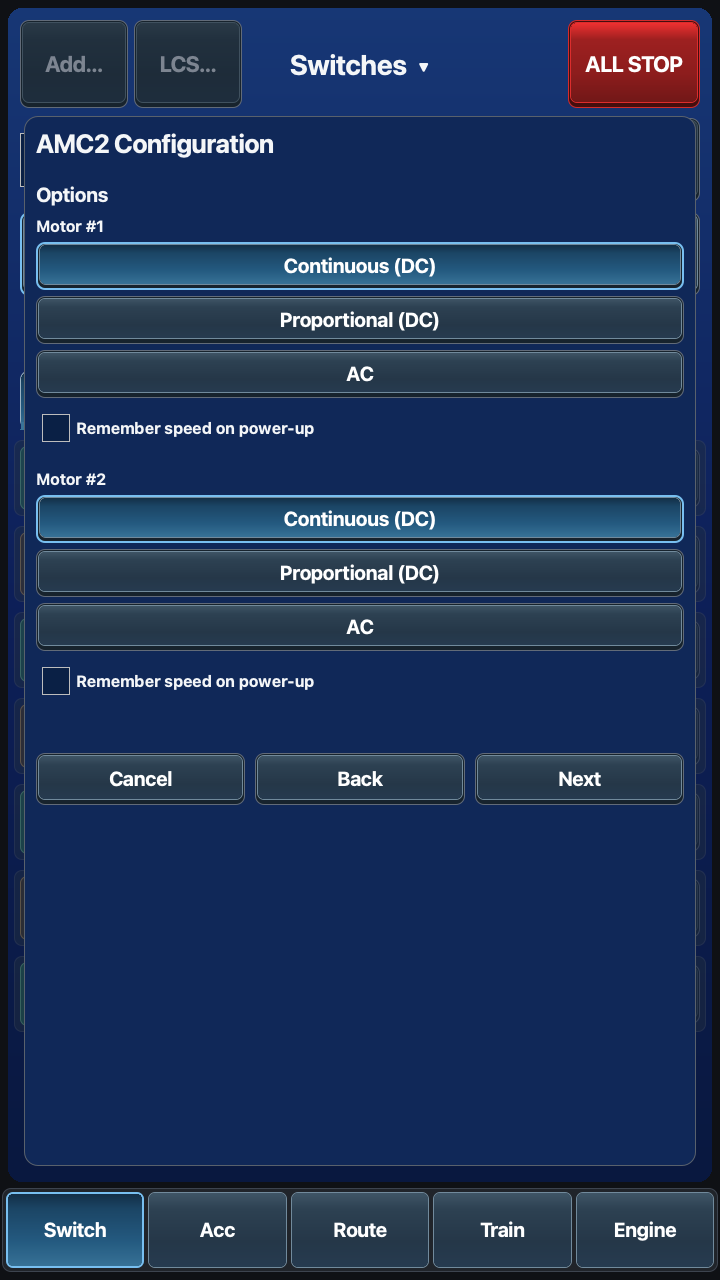 Add... LCS... Switches ▼ ALL STOP
AMC2 Configuration
Options
Motor #1
Continuous (DC)
Proportional (DC)
AC
Remember speed on power-up
Motor #2
Continuous (DC)
Proportional (DC)
AC
Remember speed on power-up
Cancel Back Next
Switch Acc Route Train Engine